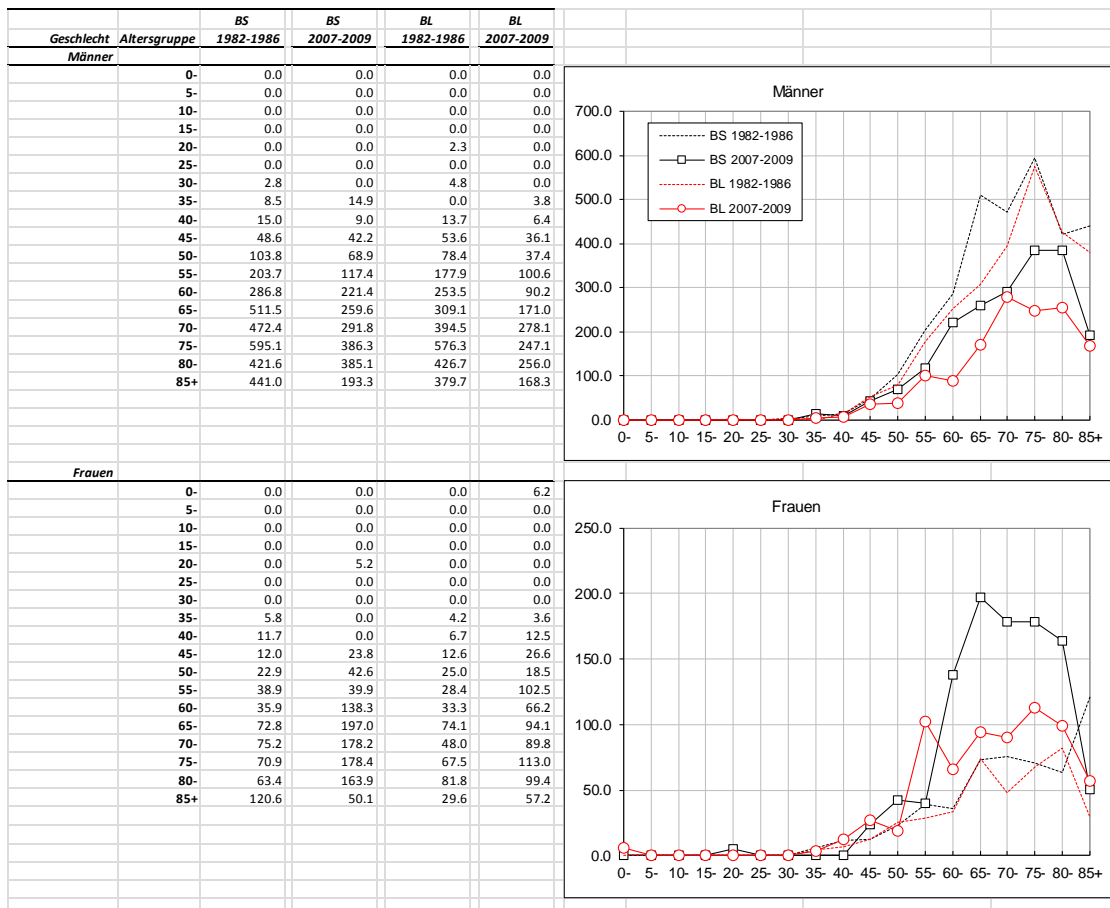 BS BS BL BL
Geschlecht Altersgruppe 1982-1986 2007-2009 1982-1986 2007-2009
Männer
0- 0.0 0.0 0.0 0.0
5- 0.0 0.0 0.0 0.0
10- 0.0 0.0 0.0 0.0
15- 0.0 0.0 0.0 0.0
20- 0.0 0.0 2.3 0.0
25- 0.0 0.0 0.0 0.0
30- 2.8 0.0 4.8 0.0
35- 8.5 14.9 0.0 3.8
40- 15.0 9.0 13.7 6.4
45- 48.6 42.2 53.6 36.1
50- 103.8 68.9 78.4 37.4
55- 203.7 117.4 177.9 100.6
60- 286.8 221.4 253.5 90.2
65- 511.5 259.6 309.1 171.0
70- 472.4 291.8 394.5 278.1
75- 595.1 386.3 576.3 247.1
80- 421.6 385.1 426.7 256.0
85+ 441.0 193.3 379.7 168.3
Männer
700.0
600.0
500.0
400.0
300.0
200.0
100.0
0.0
BS 1982-1986
BS 2007-2009
BL 1982-1986
BL 2007-2009
0- 5- 10- 15- 20- 25- 30- 35- 40- 45- 50- 55- 60- 65- 70- 75- 80- 85+
Frauen
0- 0.0 0.0 0.0 6.2
5- 0.0 0.0 0.0 0.0
10- 0.0 0.0 0.0 0.0
15- 0.0 0.0 0.0 0.0
20- 0.0 5.2 0.0 0.0
25- 0.0 0.0 0.0 0.0
30- 0.0 0.0 0.0 0.0
35- 5.8 0.0 4.2 3.6
40- 11.7 0.0 6.7 12.5
45- 12.0 23.8 12.6 26.6
50- 22.9 42.6 25.0 18.5
55- 38.9 39.9 28.4 102.5
60- 35.9 138.3 33.3 66.2
65- 72.8 197.0 74.1 94.1
70- 75.2 178.2 48.0 89.8
75- 70.9 178.4 67.5 113.0
80- 63.4 163.9 81.8 99.4
85+ 120.6 50.1 29.6 57.2
Frauen
250.0
200.0
150.0
100.0
50.0
0.0
0- 5- 10- 15- 20- 25- 30- 35- 40- 45- 50- 55- 60- 65- 70- 75- 80- 85+